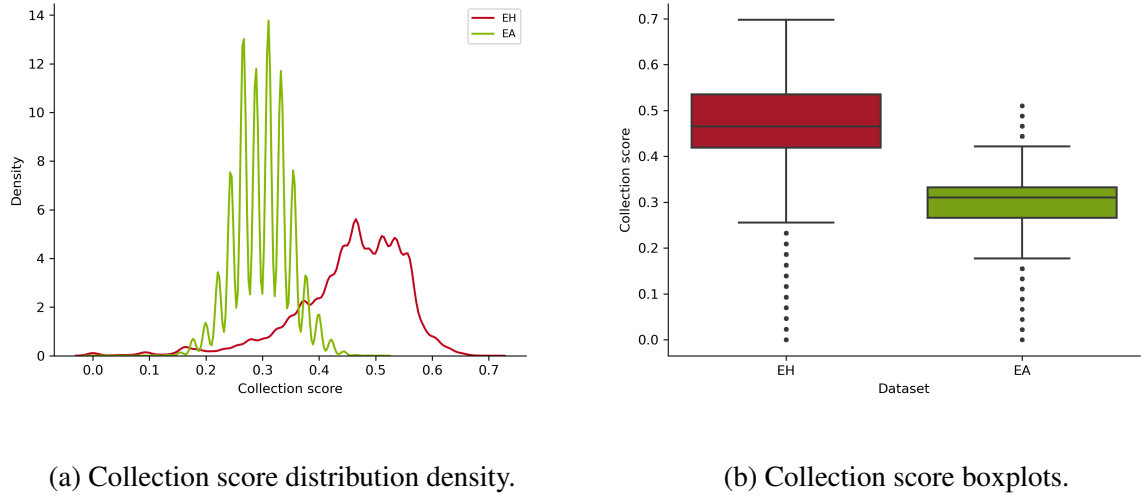 14
12
10
8
6
4
2
0
Density
0.0 0.1 0.2 0.3 0.4 0.5 0.6 0.7
Collection score
EH
EA
0.7
0.6
0.5
0.4
0.3
0.2
0.1
0.0
Collection score
EH EA
Dataset
(a) Collection score distribution density.
(b) Collection score boxplots.